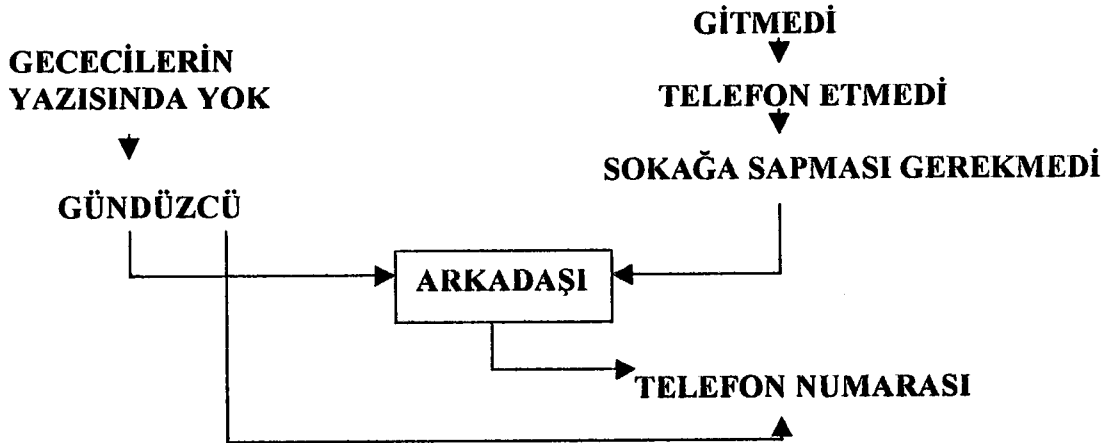 GECECİLERİN
YAZISINDA YOK
GÜNDÜZCÜ
GİTMEDİ
TELEFON ETMEDİ
SOKAĞA SAPMASI GEREKMEDİ
ARKADAŞI
TELEFON NUMARASI